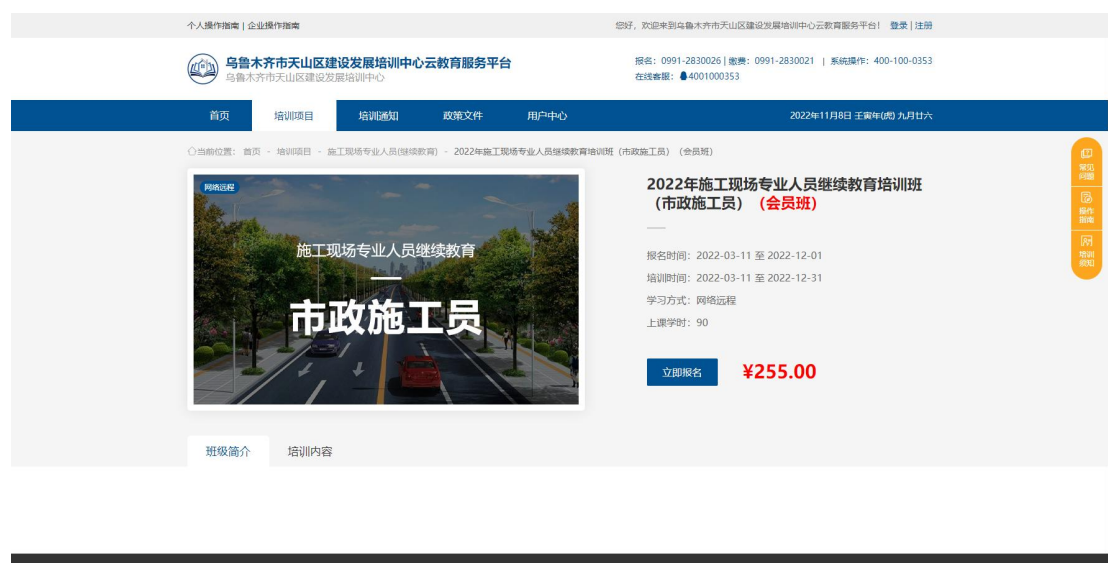 个人操作指南 | 企业操作指南
您好，欢迎来到乌鲁木齐市天山区建设发展培训中心云教育服务平台！ 登录 | 注册
乌鲁木齐市天山区建设发展培训中心云教育服务平台
乌鲁木齐市天山区建设发展培训中心
报名：0991-2830026 | 缴费：0991-2830021 | 系统操作：400-100-0353
在线客服：4001000353
首页 培训项目 培训通知 政策文件 用户中心 2022年11月8日 壬寅年(虎) 九月廿六
当前位置：首页 - 培训项目 - 施工现场专业人员(继续教育) - 2022年施工现场专业人员继续教育培训班（市政施工员）（会员班）
网络远程
施工现场专业人员继续教育
市政施工员
2022年施工现场专业人员继续教育培训班
（市政施工员）（会员班）
报名时间：2022-03-11 至 2022-12-01
培训时间：2022-03-11 至 2022-12-31
学习方式：网络远程
上课学时：90
立即报名 ¥255.00
常见
问题
操作
指南
培训
须知
班级简介 培训内容